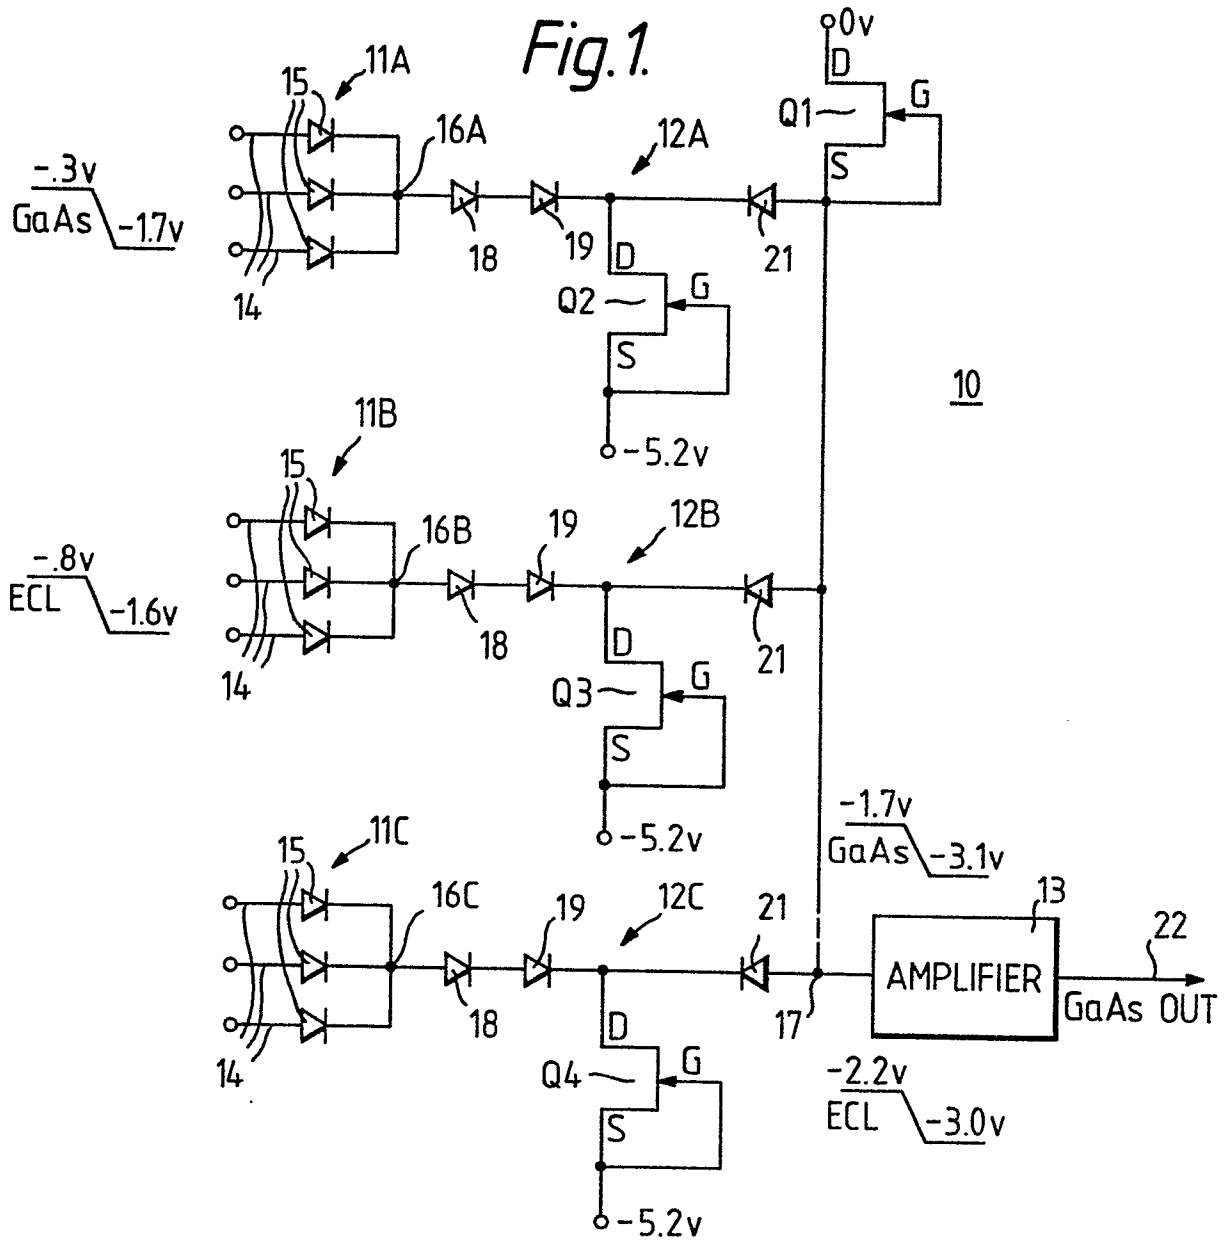 Fig.1.
0v
D
Q1
G
S
15
11A
16A
12A
-.3v
GaAs
-1.7v
14
18
19
21
D
Q2
G
S
-5.2v
10
11B
15
16B
19
12B
-.8v
ECL
-1.6v
14
18
21
D
Q3
G
S
-5.2v
-1.7v
GaAs
-3.1v
15
11C
16C
19
12C
21
13
22
AMPLIFIER
GaAs OUT
14
18
17
D
Q4
G
S
-2.2v
ECL
-3.0v
-5.2v